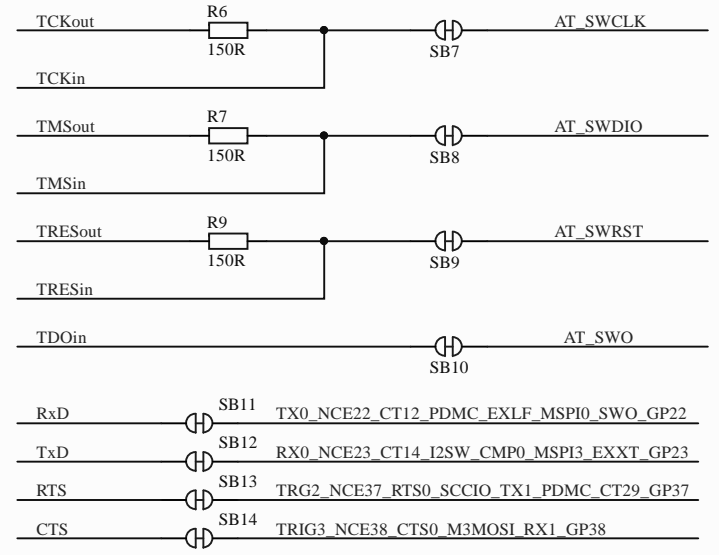 TCKout R6 150R SB7 AT_SWCLK
TCKin
TMSout R7 150R SB8 AT_SWDIO
TMSin
TRESout R9 150R SB9 AT_SWRST
TRESin
TDOin SB10 AT_SWO
RxD SB11 TX0_NCE22_CT12_PDMC_EXLF_MSPI0_SWO_GP22
TxD SB12 RX0_NCE23_CT14_I2SW_CMP0_MSPI3_EXXT_GP23
RTS SB13 TRG2_NCE37_RTS0_SCCIO_TX1_PDMC_CT29_GP37
CTS SB14 TRIG3_NCE38_CTS0_M3MOSI_RX1_GP38